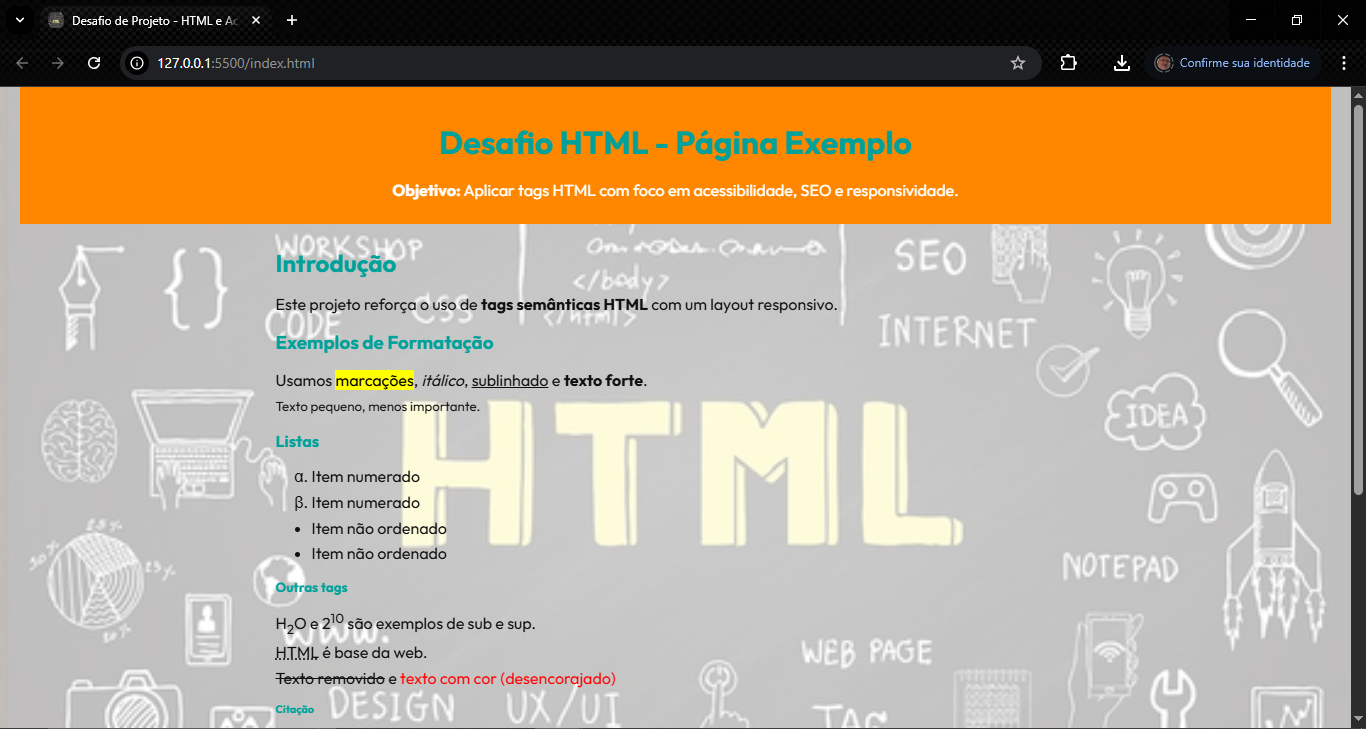 Desafio de Projeto - HTML e Ac
127.0.0.1:5500/index.html
Confirme sua identidade
Desafio HTML - Página Exemplo
Objetivo: Aplicar tags HTML com foco em acessibilidade, SEO e responsividade.
WORKSHOP
SEO
Introdução
</body>
Este projeto reforça o uso de tags semânticas HTML com um layout responsivo.
CODE
CSS
</html>
INTERNET
Exemplos de Formatação
Usamos marcações, itálico, sublinhado e texto forte.
Texto pequeno, menos importante.
IDEA
HTML
Listas
α. Item numerado
β. Item numerado
• Item não ordenado
• Item não ordenado
NOTEPAD
Outras tags
H2O e 2^10 são exemplos de sub e sup.
www.
HTML é base da web.
WEB PAGE
Texto removido e texto com cor (desencorajado)
Citação
DESIGN
UX/UI
TAG